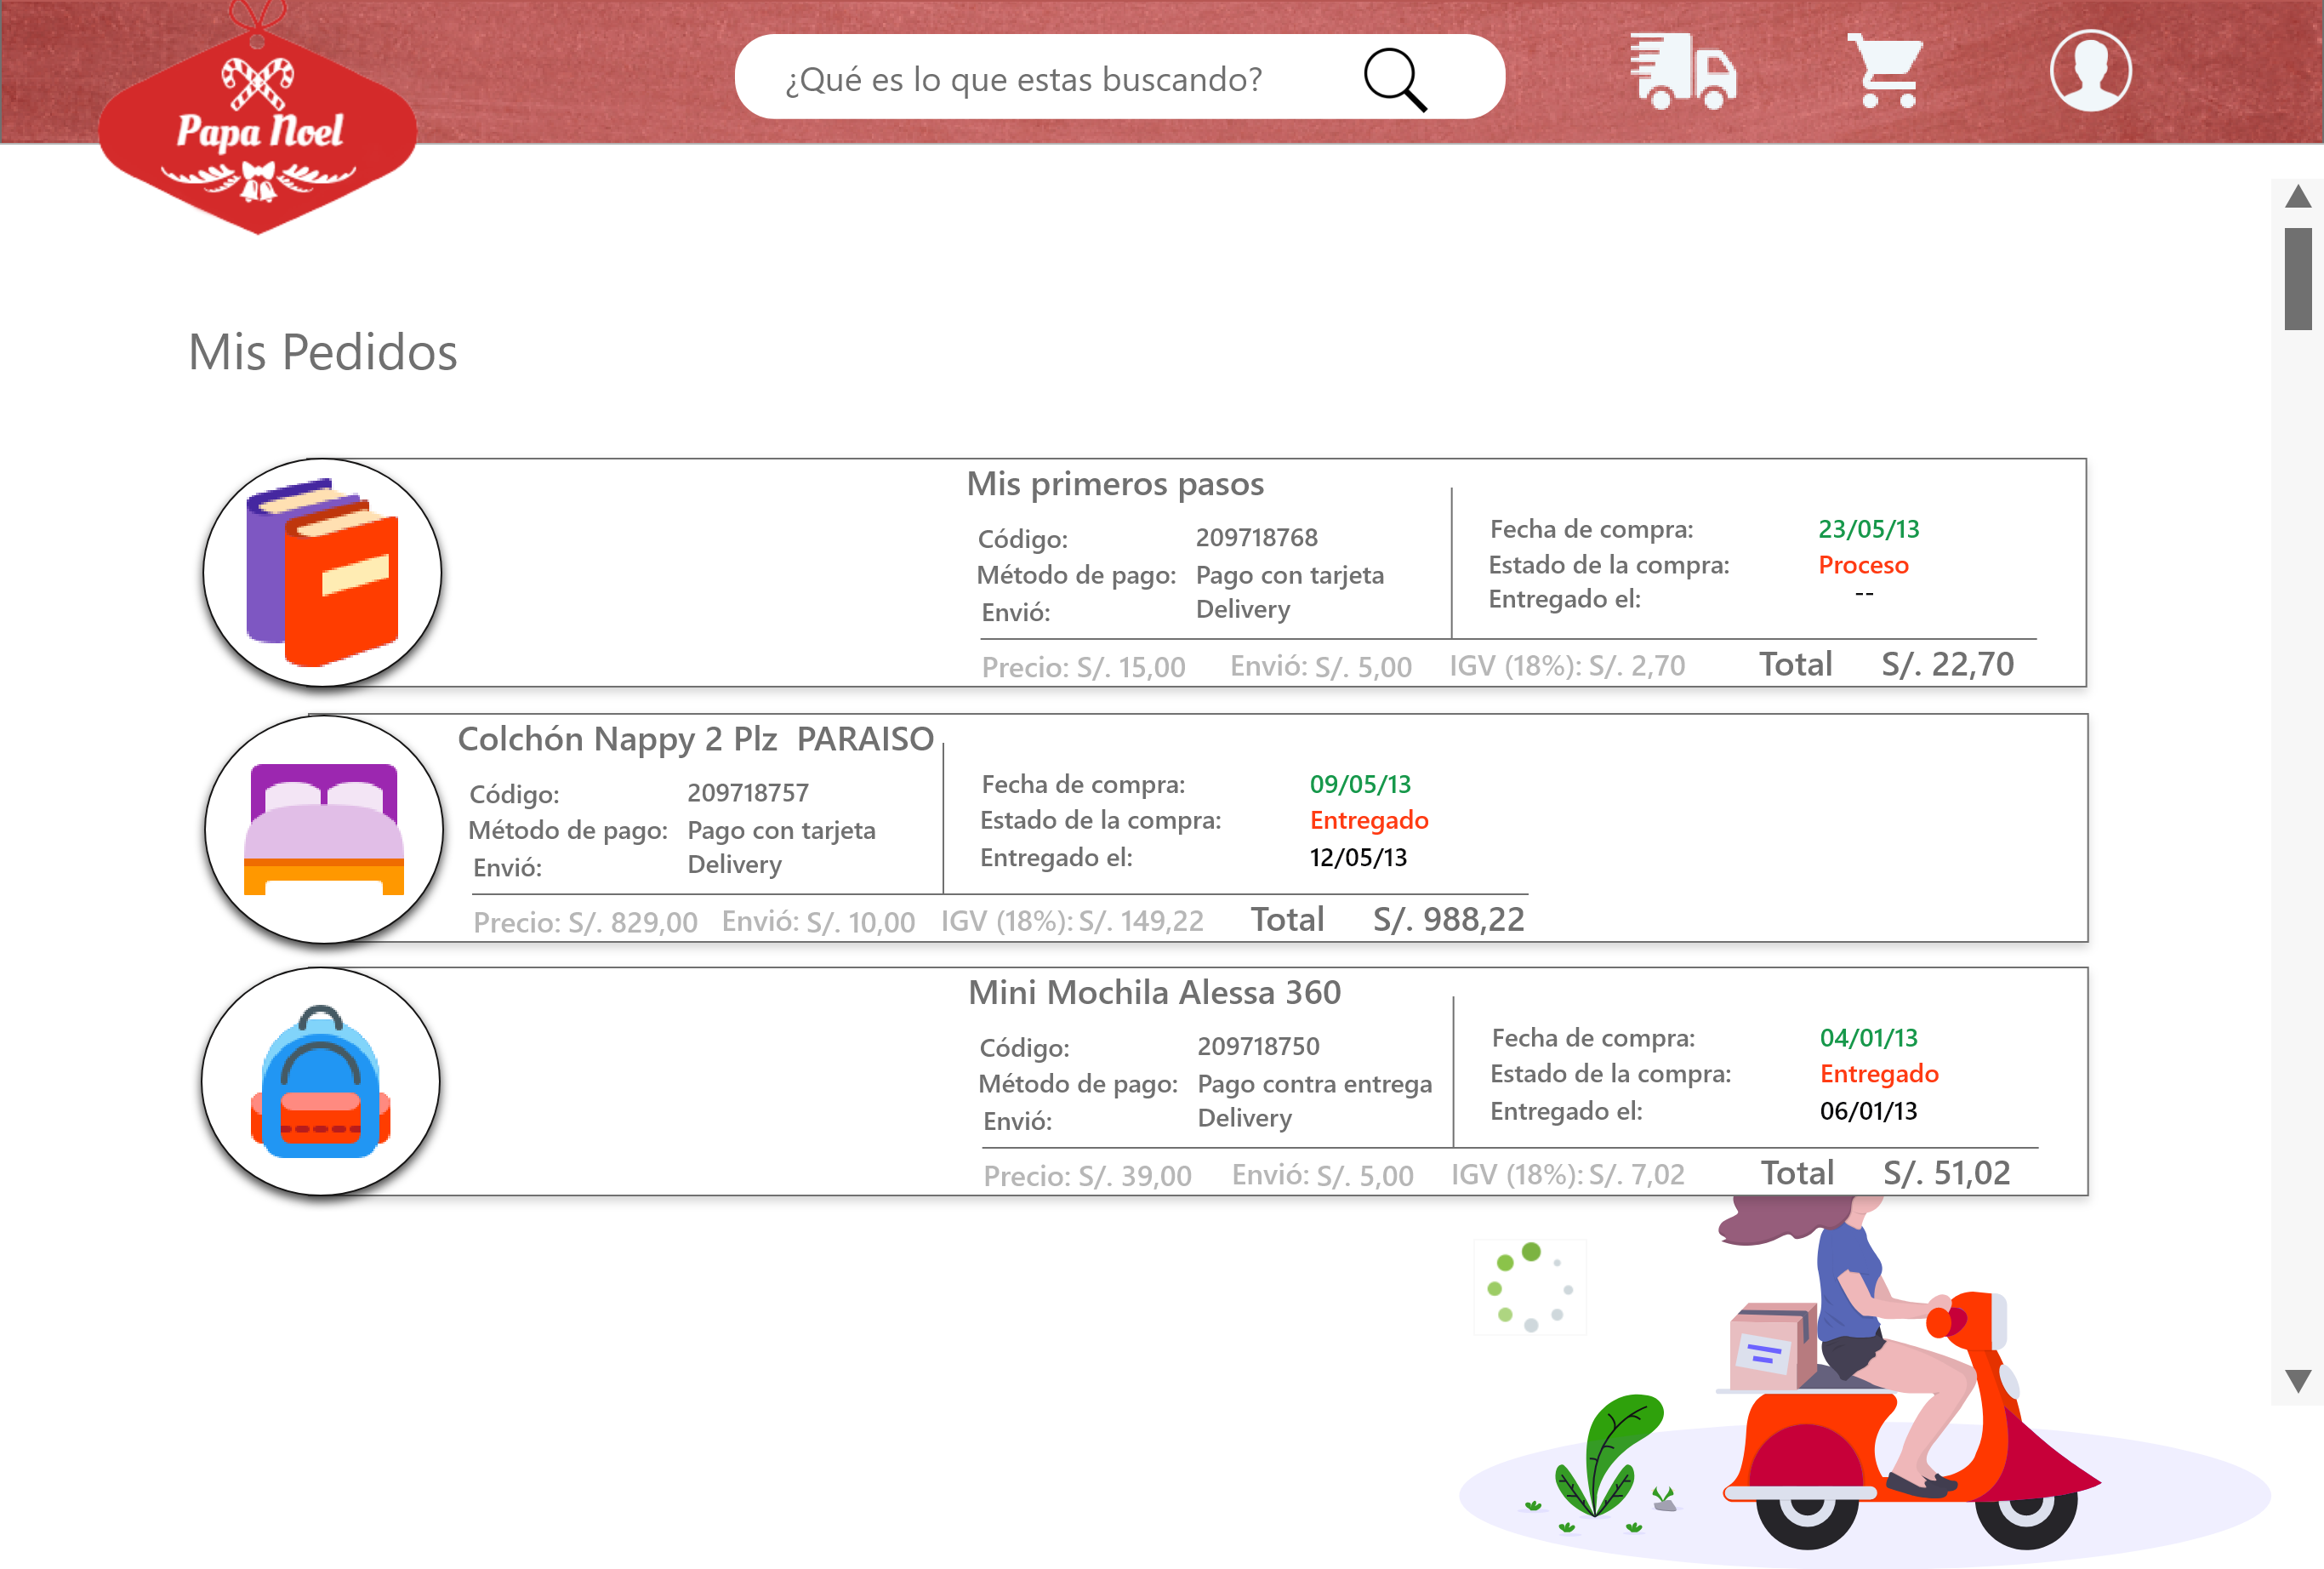 Papa Noel
¿Qué es lo que estas buscando?
Mis Pedidos
Mis primeros pasos
Código: 209718768
Método de pago: Pago con tarjeta
Envió: Delivery
Fecha de compra: 23/05/13
Estado de la compra: Proceso
Entregado el: --
Precio: S/. 15,00 Envió: S/. 5,00 IGV (18%): S/. 2,70 Total S/. 22,70
Colchón Nappy 2 Plz PARAISO
Código: 209718757
Método de pago: Pago con tarjeta
Envió: Delivery
Fecha de compra: 09/05/13
Estado de la compra: Entregado
Entregado el: 12/05/13
Precio: S/. 829,00 Envió: S/. 10,00 IGV (18%): S/. 149,22 Total S/. 988,22
Mini Mochila Alessa 360
Código: 209718750
Método de pago: Pago contra entrega
Envió: Delivery
Fecha de compra: 04/01/13
Estado de la compra: Entregado
Entregado el: 06/01/13
Precio: S/. 39,00 Envió: S/. 5,00 IGV (18%): S/. 7,02 Total S/. 51,02